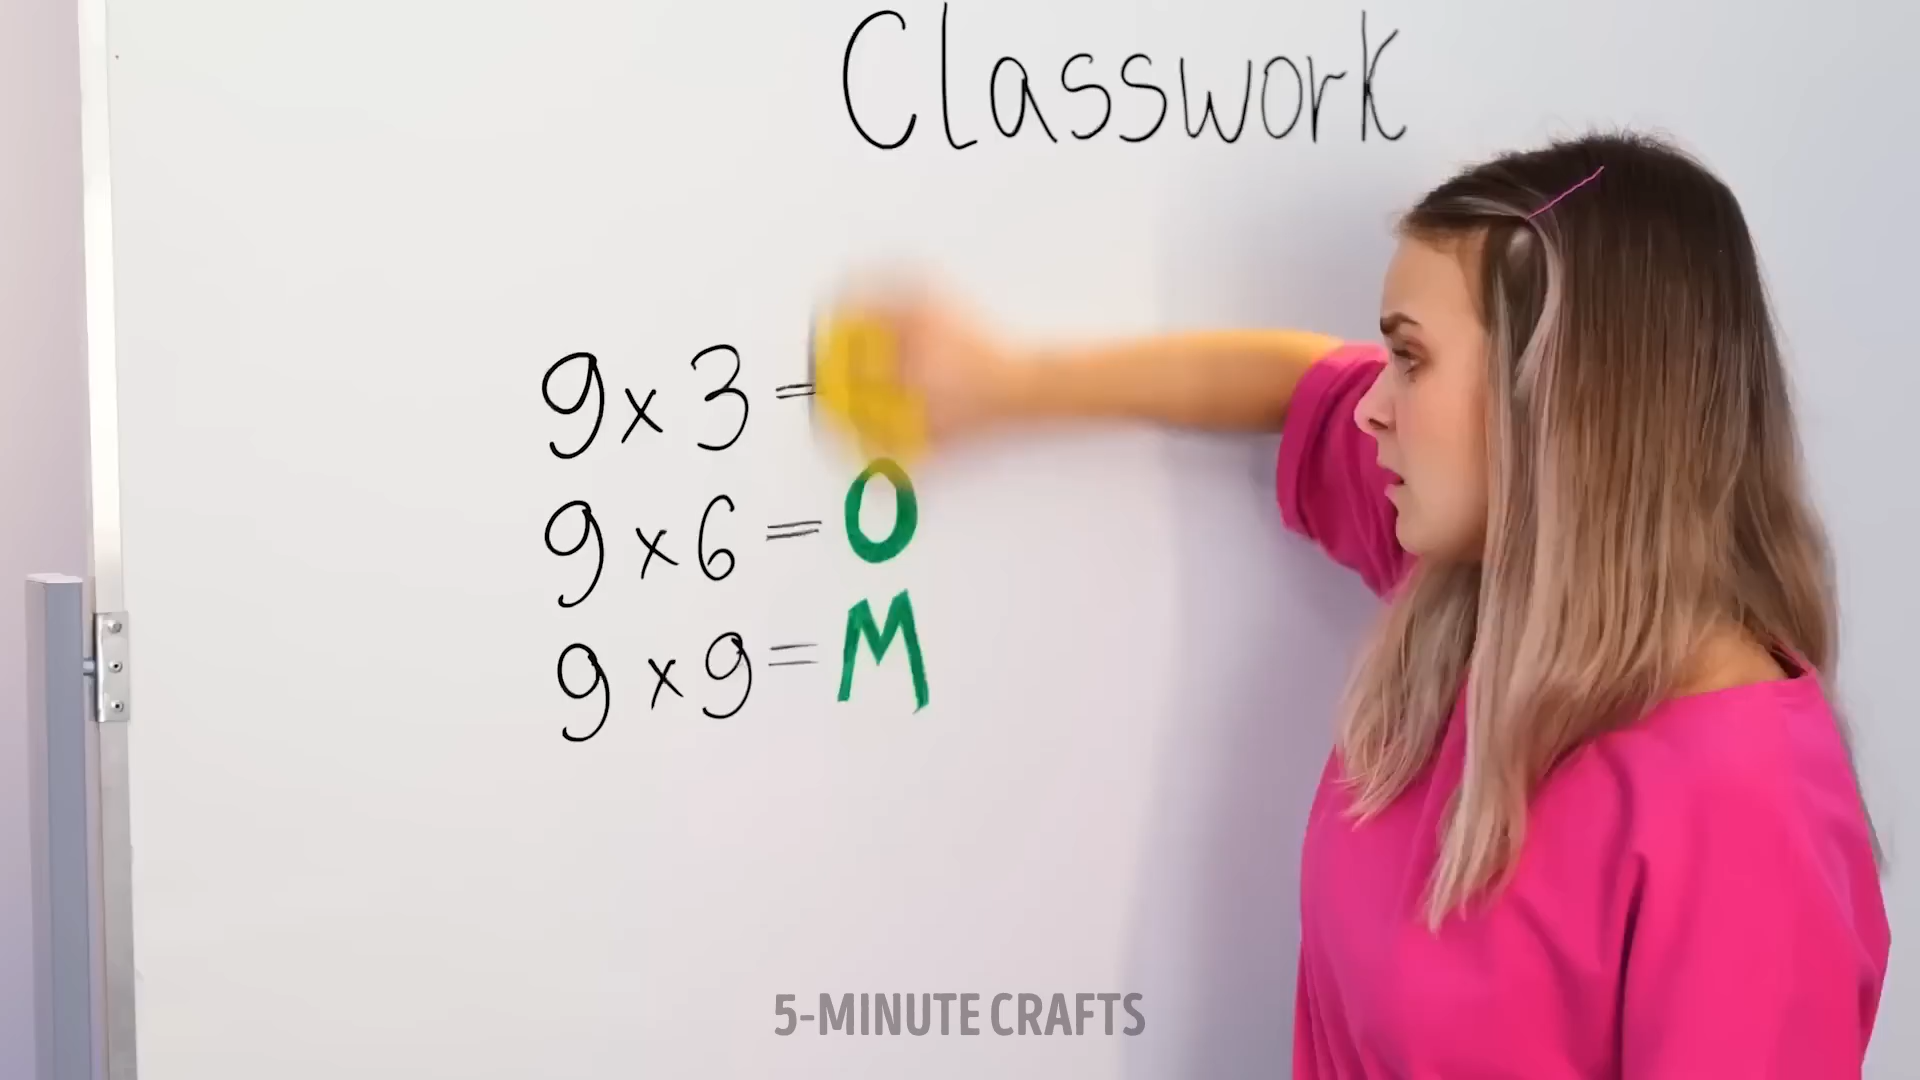 Classwork
9 x 3 =
9 x 6 = O
9 x 9 = M
5-MINUTE CRAFTS